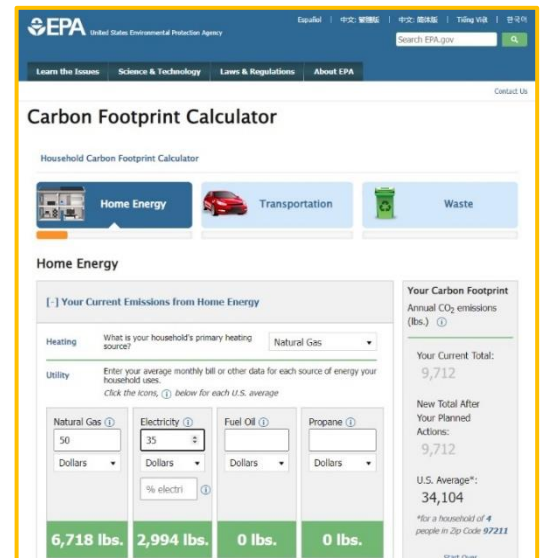 Español | 中文: 繁體版 | 中文: 简体版 | Tiếng Việt | 한국어
EPA United States Environmental Protection Agency
Search EPA.gov
Learn the Issues Science & Technology Laws & Regulations About EPA
Contact Us
Carbon Footprint Calculator
Household Carbon Footprint Calculator
Home Energy Transportation Waste
Home Energy
[-] Your Current Emissions from Home Energy
Heating What is your household's primary heating
source?
Natural Gas
Utility Enter your average monthly bill or other data for each source of energy your
household uses.
Click the icons, ⓘ below for each U.S. average
Natural Gas ⓘ Electricity ⓘ Fuel Oil ⓘ Propane ⓘ
50 35
Dollars Dollars Dollars Dollars
% electri ⓘ
6,718 lbs. 2,994 lbs. 0 lbs. 0 lbs.
Your Carbon Footprint
Annual CO₂ emissions
(lbs.) ⓘ
Your Current Total:
9,712
New Total After
Your Planned
Actions:
9,712
U.S. Average*:
34,104
*for a household of 4
people in Zip Code 97211
Start Over